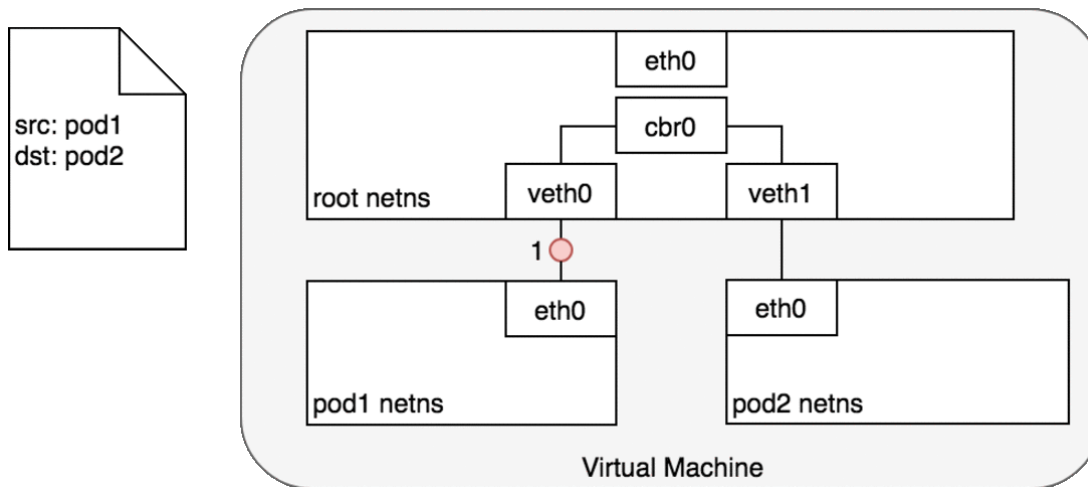 src: pod1
dst: pod2
eth0
cbr0
veth0
veth1
root netns
1
eth0
eth0
pod1 netns
pod2 netns
Virtual Machine